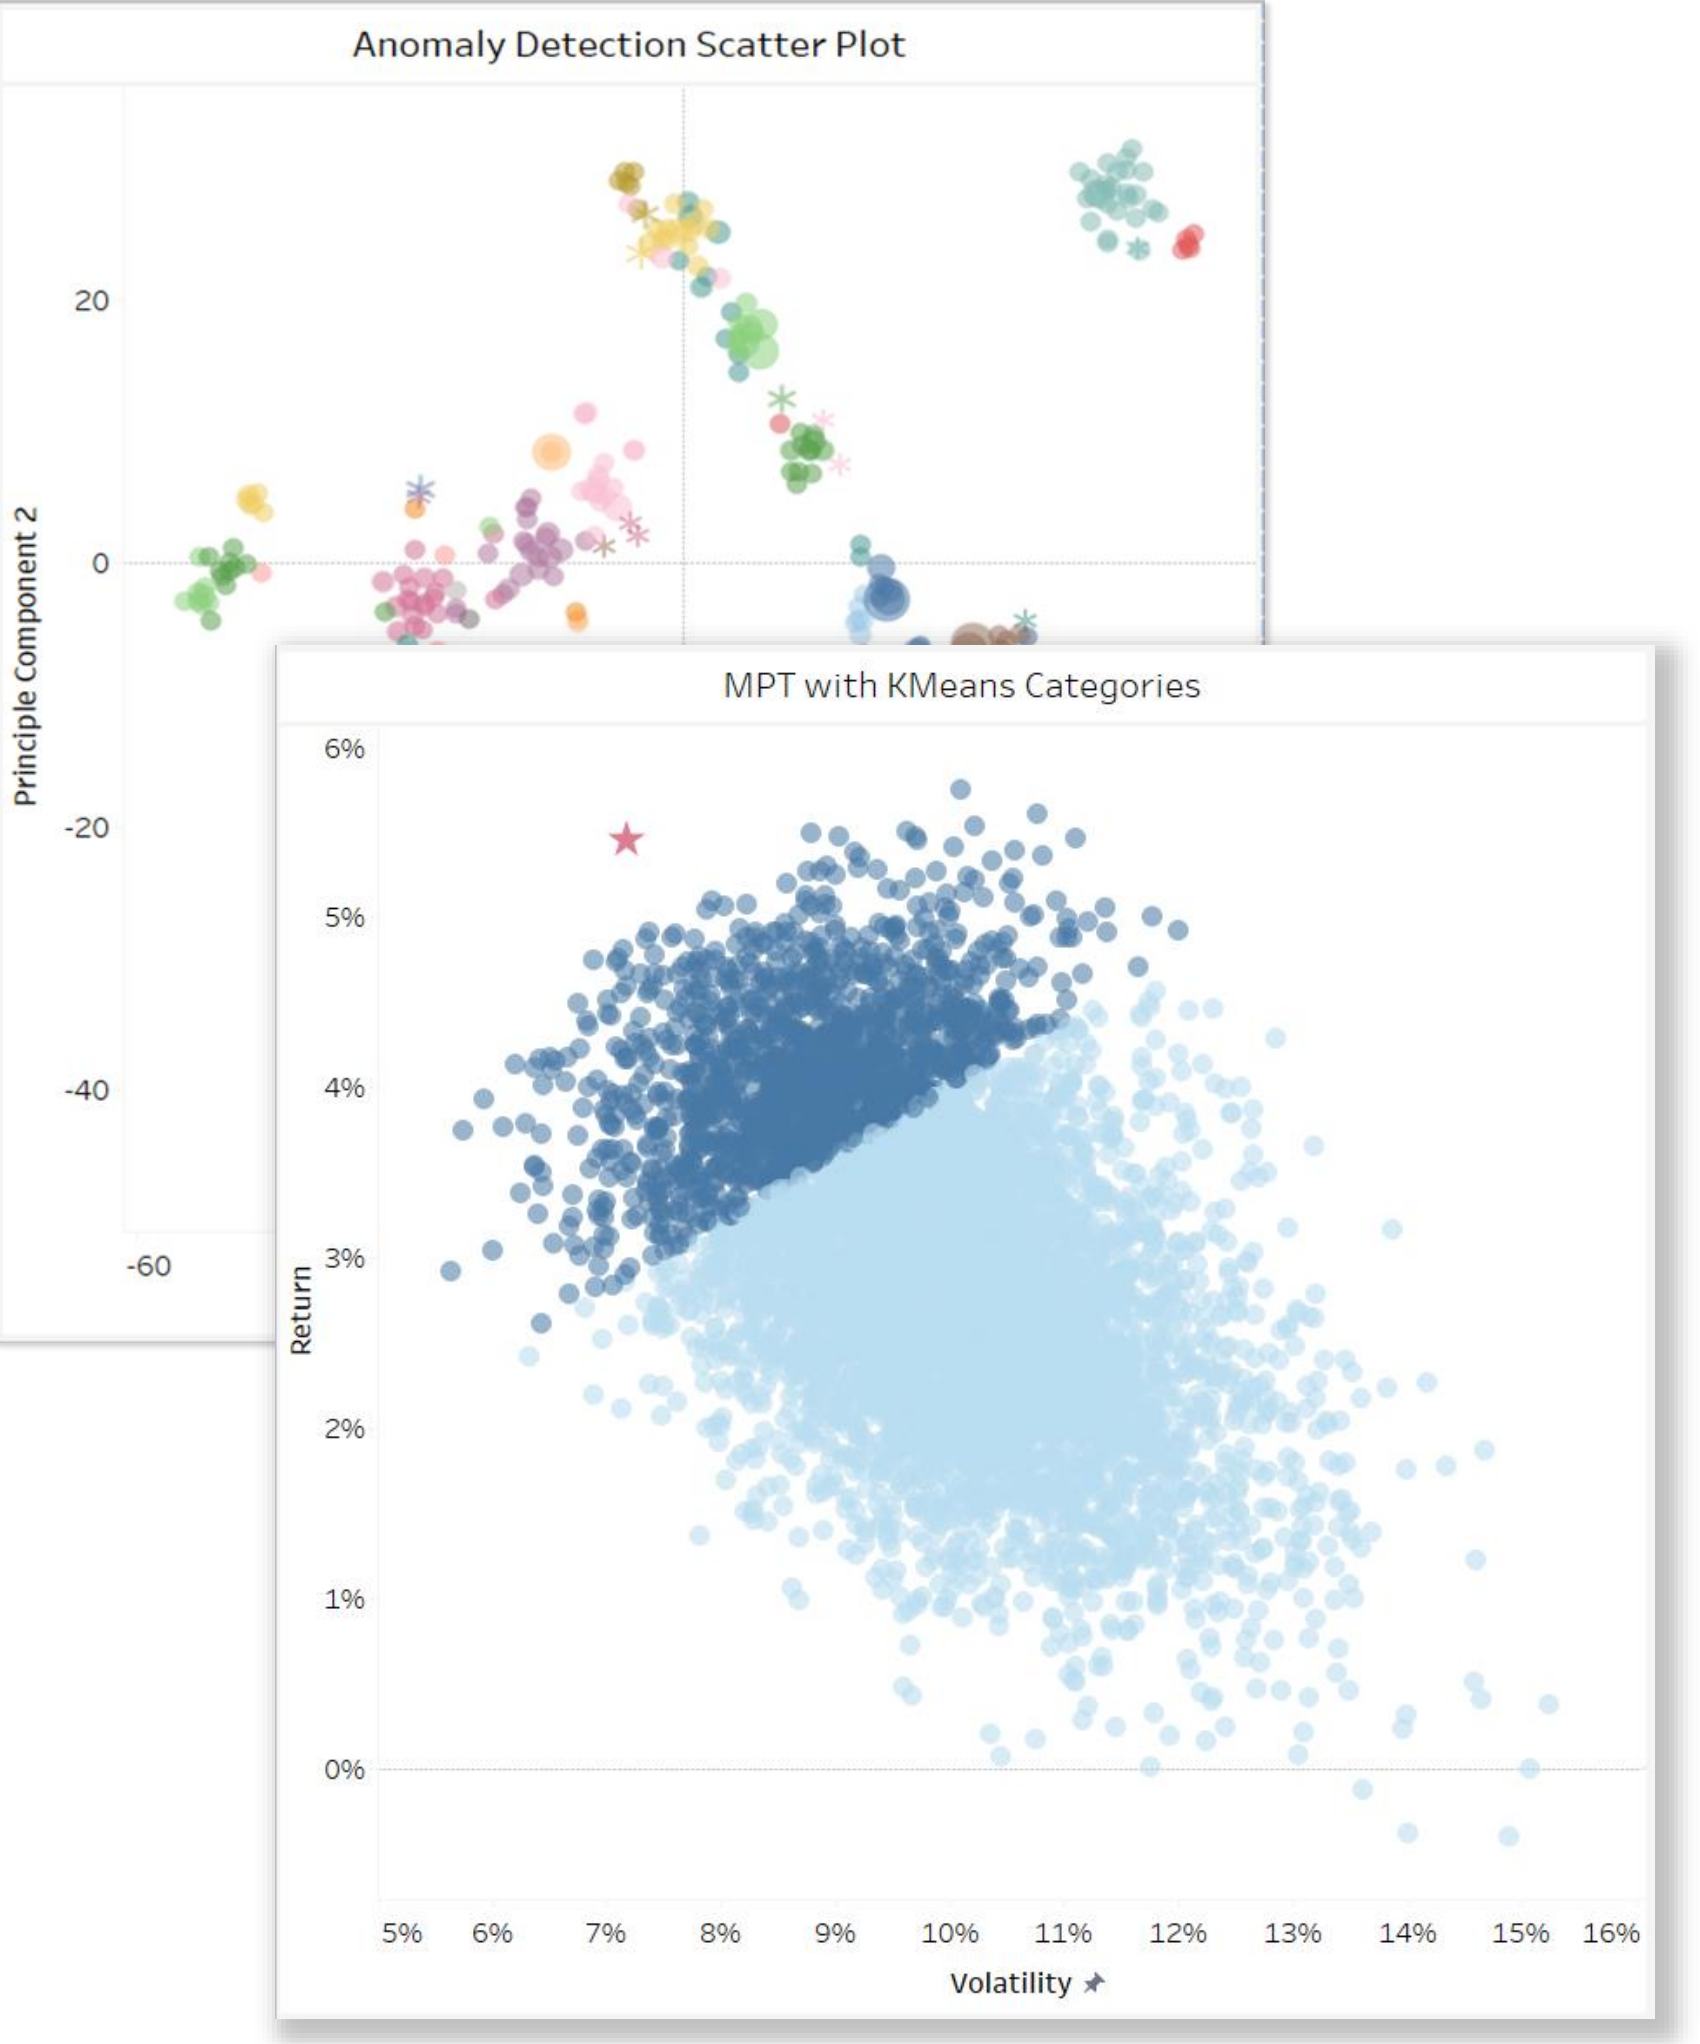 Anomaly Detection Scatter Plot
Principle Component 2
20
0
-20
-40
-60
MPT with KMeans Categories
Return
6%
5%
4%
3%
2%
1%
0%
5% 6% 7% 8% 9% 10% 11% 12% 13% 14% 15% 16%
Volatility